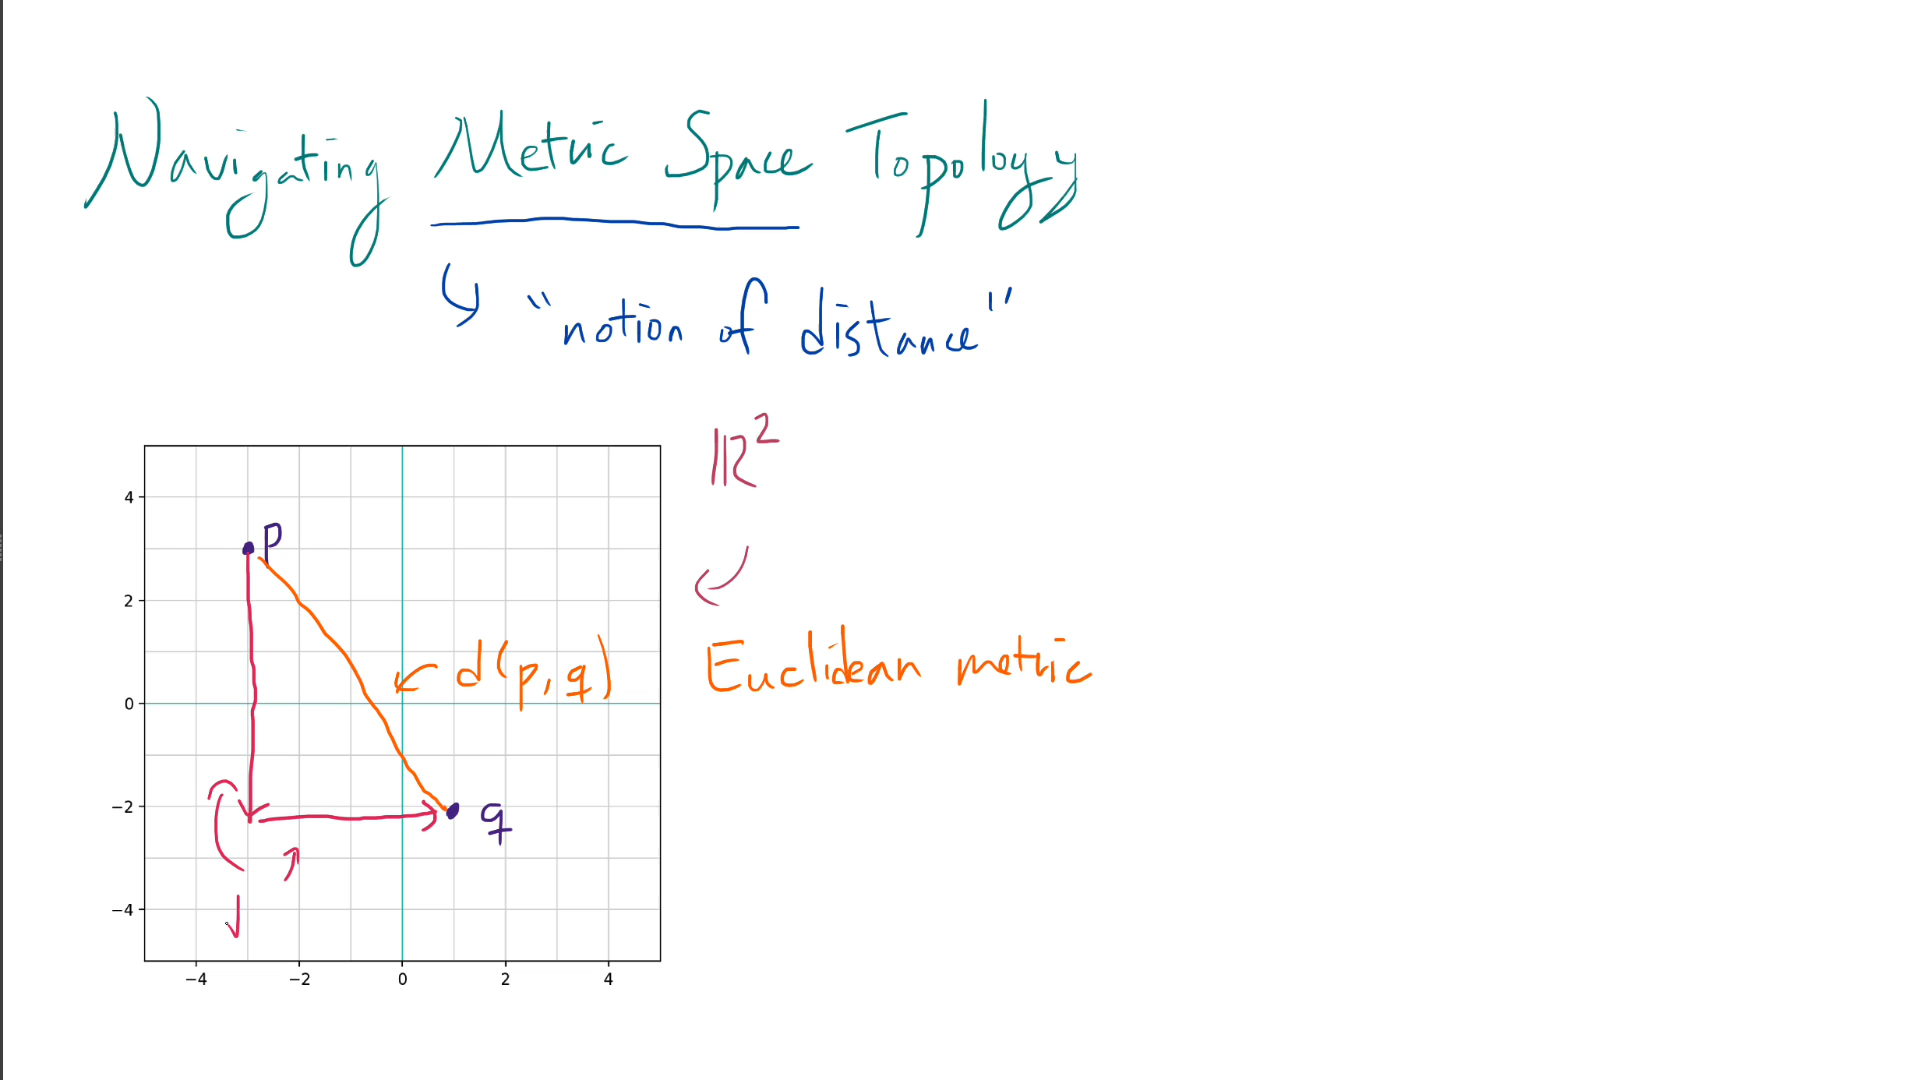 Navigating Metric Space Topology
"notion of distance"
ℝ²
4
2
0
−2
−4
p
d(p, q)
Euclidean metric
q
−4 −2 0 2 4